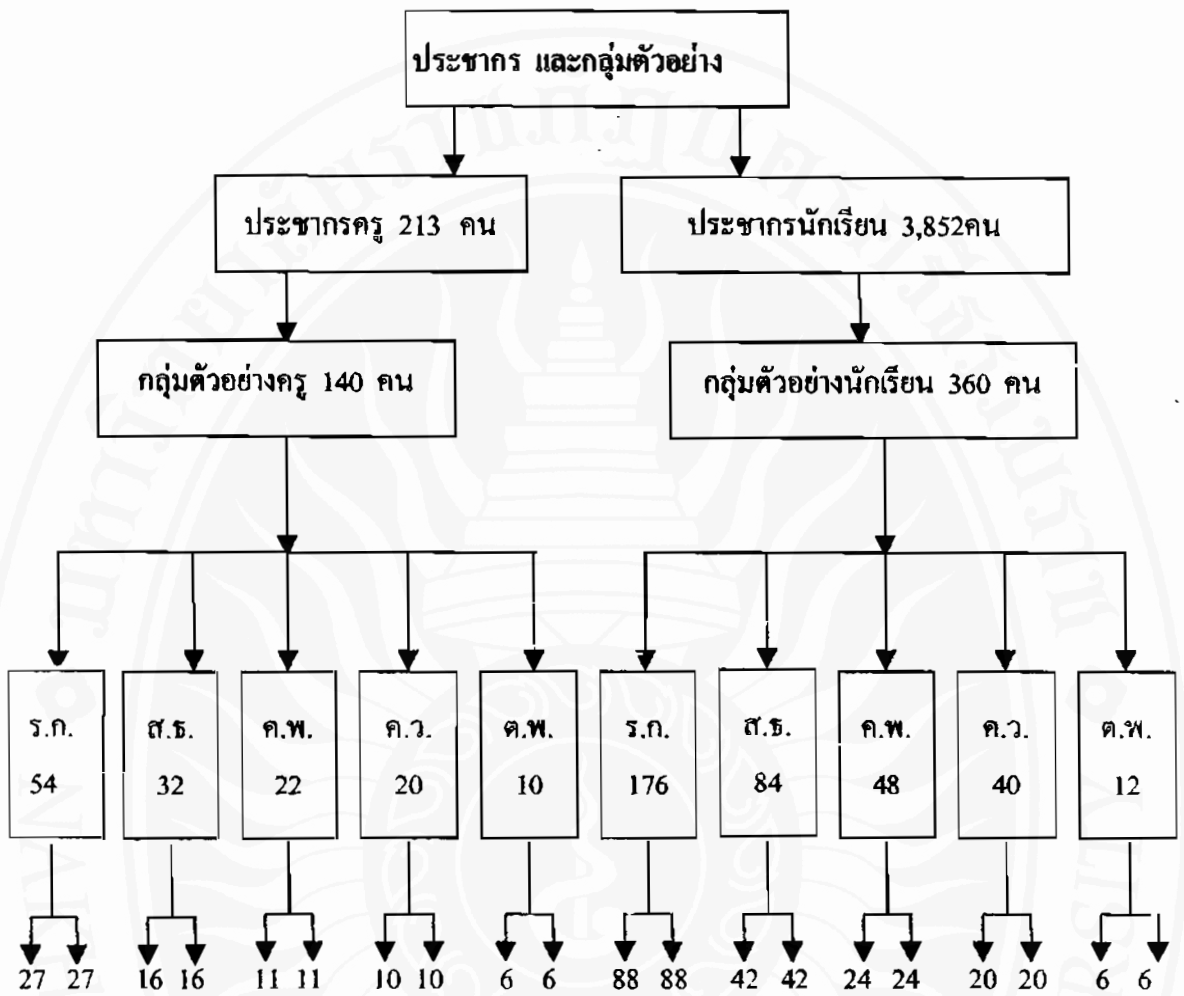 ประชากร และกลุ่มตัวอย่าง
ประชากรครู 213 คน
ประชากรนักเรียน 3,852คน
กลุ่มตัวอย่างครู 140 คน
กลุ่มตัวอย่างนักเรียน 360 คน
ร.ก. ส.ธ. ค.พ. ค.ว. ต.พ. ร.ก. ส.ธ. ค.พ. ค.ว. ต.พ.
54 32 22 20 10 176 84 48 40 12
27 27 16 16 11 11 10 10 6 6 88 88 42 42 24 24 20 20 6 6